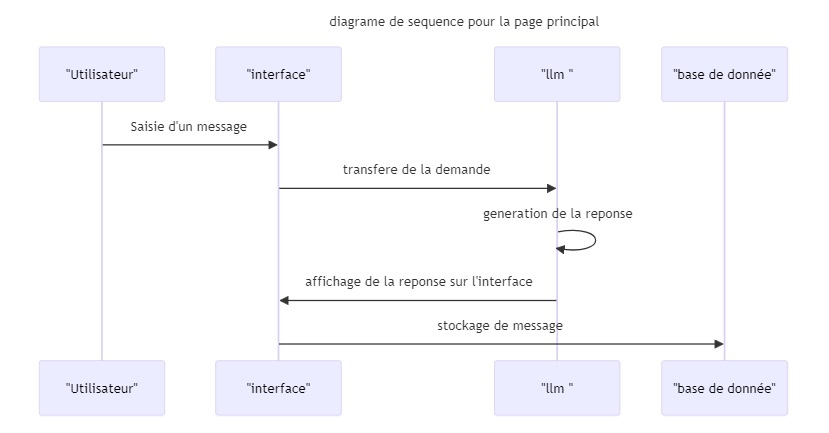 diagrame de sequence pour la page principal
"Utilisateur"
"interface"
"llm "
"base de donnée"
Saisie d'un message
transfere de la demande
generation de la reponse
affichage de la reponse sur l'interface
stockage de message
"Utilisateur"
"interface"
"llm "
"base de donnée"